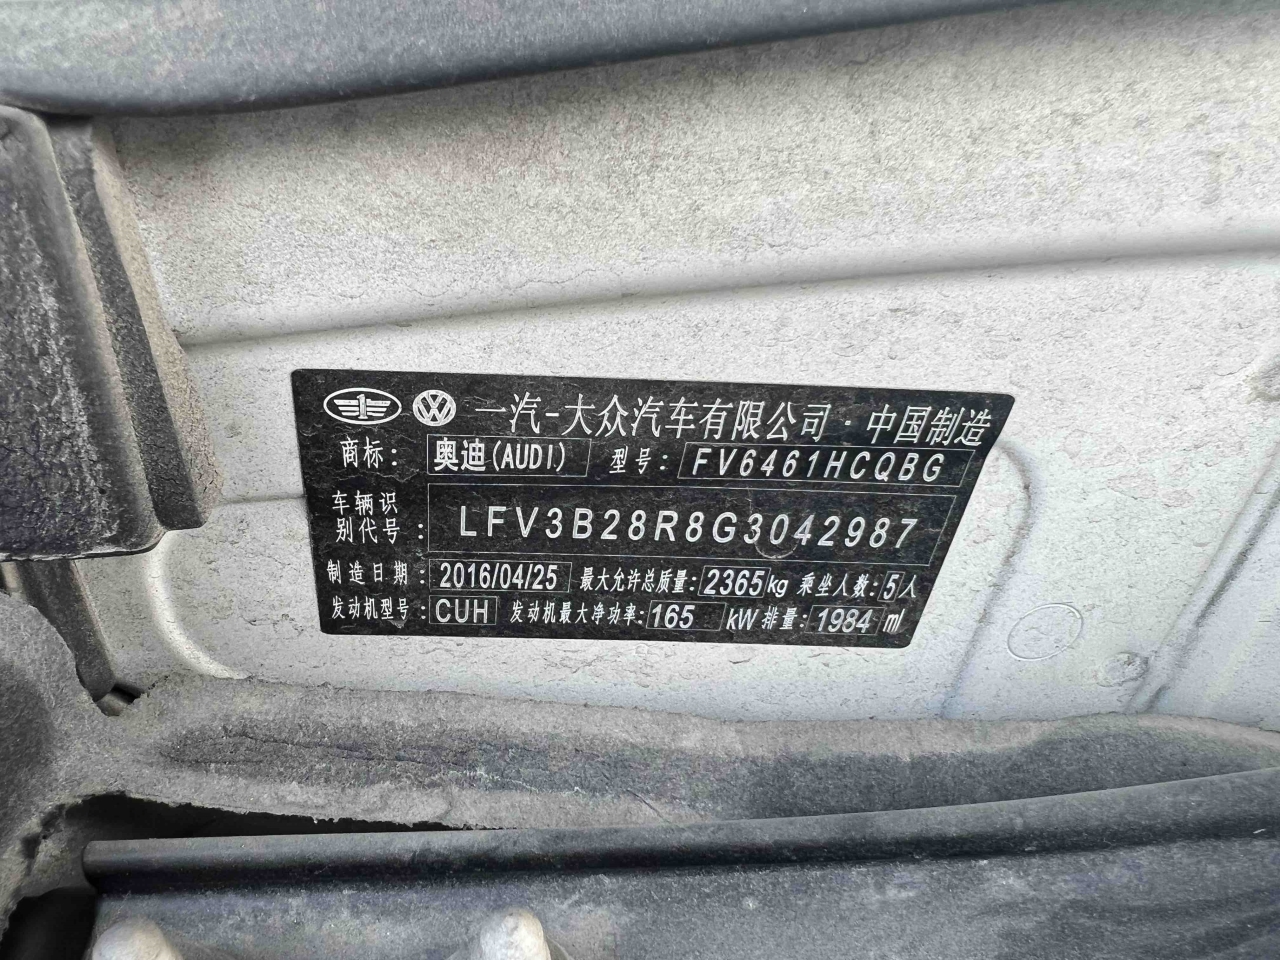 一汽-大众汽车有限公司·中国制造
商标: 奥迪(AUDI) 型号: FV6461HCQBG
车辆识
别代号: LFV3B28R8G3042987
制造日期: 2016/04/25 最大允许总质量: 2365kg 乘坐人数: 5人
发动机型号: CUH 发动机最大净功率: 165 kW 排量: 1984 ml